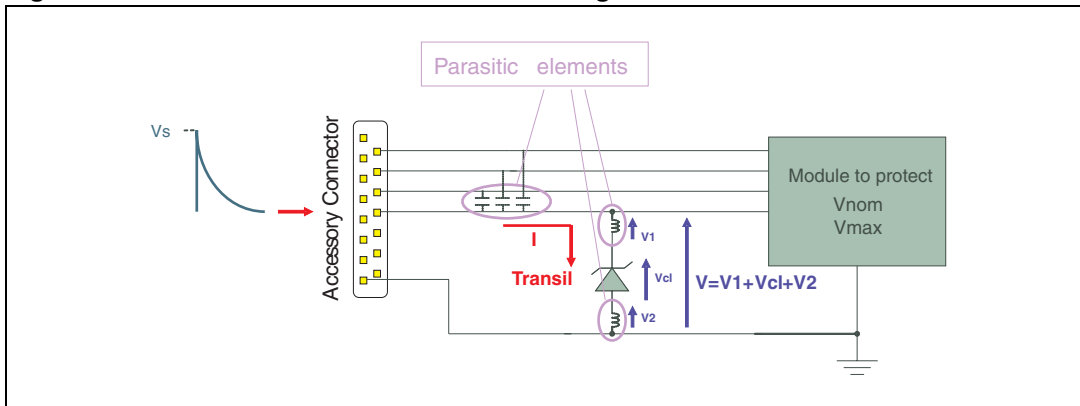 Parasitic elements
Vs
Accessory Connector
Module to protect
Vnom
Vmax
I
Transil
V1
Vcl
V2
V=V1+Vcl+V2